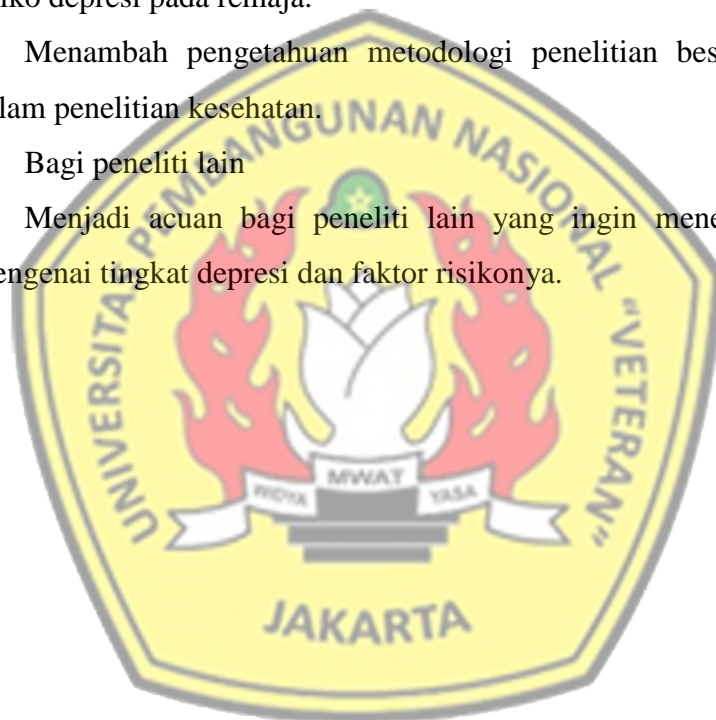 iko depresi pada remaja.
Menambah pengetahuan metodologi penelitian bes
lam penelitian kesehatan.
Bagi peneliti lain
Menjadi acuan bagi peneliti lain yang ingin mene
engenai tingkat depresi dan faktor risikonya.
UNIVERSITAS PEMBANGUNAN NASIONAL "VETERAN"
WIDYA MWAT YASA
JAKARTA